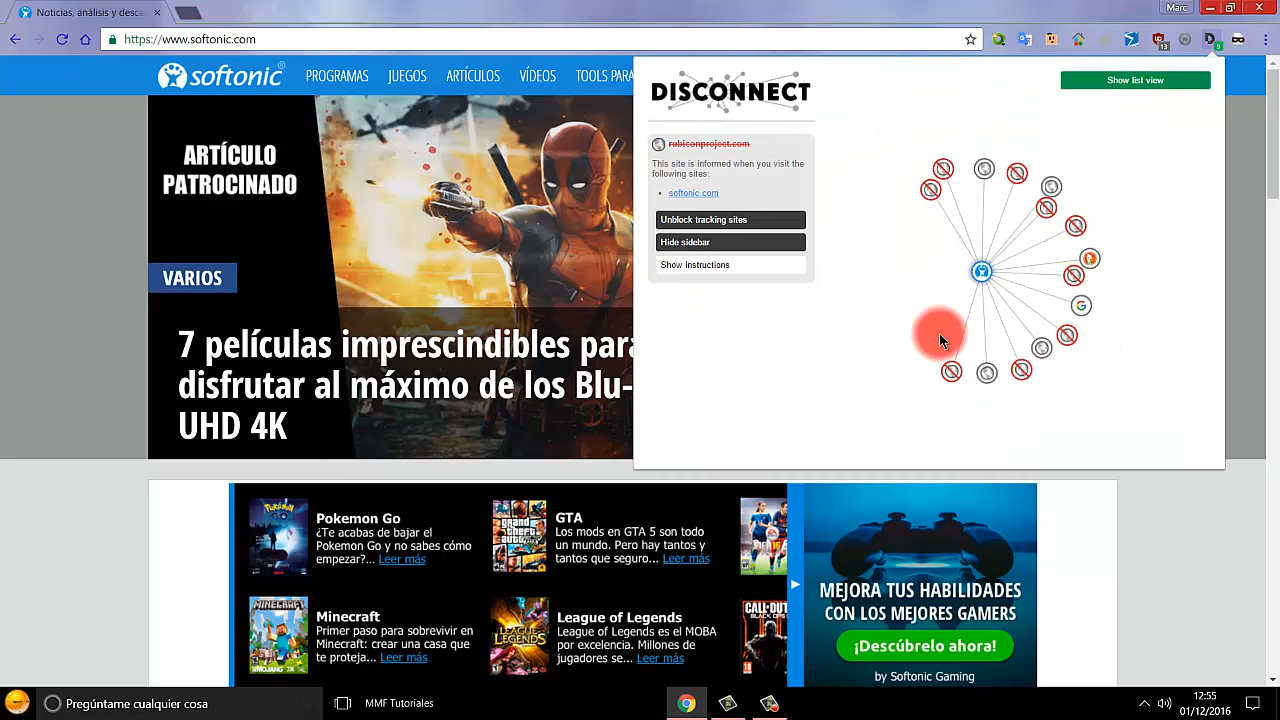 Noticias, análisis y desc
Marc
https://www.softonic.com
13
9
softonic
PROGRAMAS
JUEGOS
ARTÍCULOS
VÍDEOS
TOOLS PARA
ARTÍCULO
PATROCINADO
VARIOS
7 películas imprescindibles para
disfrutar al máximo de los Blu-
UHD 4K
DISCONNECT
Show list view
rubiconproject.com
This site is informed when you visit the
following sites:
softonic.com
Unblock tracking sites
Hide sidebar
Show instructions
Pokemon Go
¿Te acabas de bajar el
Pokemon Go y no sabes cómo
empezar?... Leer más
GTA
Los mods en GTA 5 son todo
un mundo. Pero hay tantos y
tantos que seguro... Leer más
Minecraft
Primer paso para sobrevivir en
Minecraft: crear una casa que
te proteja... Leer más
League of Legends
League of Legends es el MOBA
por excelencia. Millones de
jugadores se... Leer más
MEJORA TUS HABILIDADES
CON LOS MEJORES GAMERS
¡Descúbrelo ahora!
by Softonic Gaming
Pregúntame cualquier cosa
MMF Tutoriales
12:55
01/12/2016